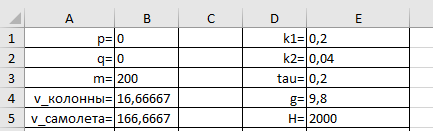 A B C D E
1 p= 0 k1= 0,2
2 q= 0 k2= 0,04
3 m= 200 tau= 0,2
4 v_колонны= 16,66667 g= 9,8
5 v_самолета= 166,6667 H= 2000